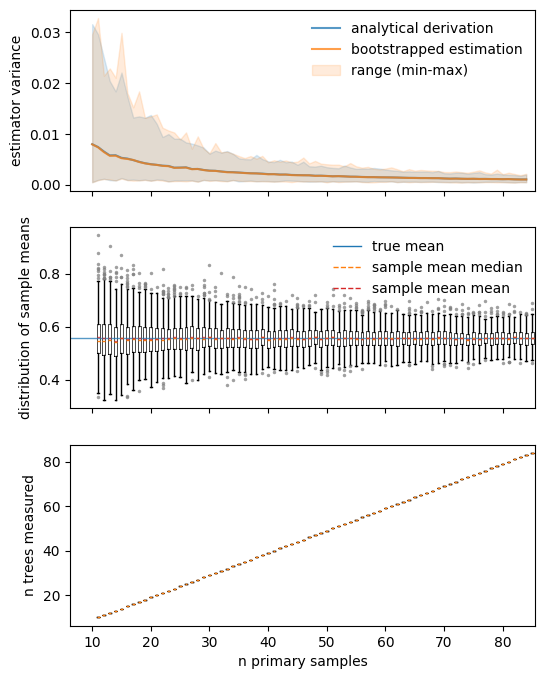 0.03
0.02
0.01
0.00
estimator variance
analytical derivation
bootstrapped estimation
range (min-max)
0.8
0.6
0.4
distribution of sample means
true mean
sample mean median
sample mean mean
80
60
40
20
n trees measured
10
20
30
40
50
60
70
80
n primary samples